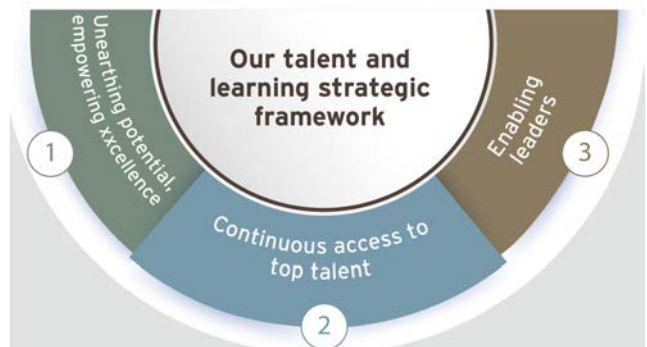 Our talent and
learning strategic
framework
1
Unearthing potential,
empowering xxcellence
2
Continuous access to
top talent
3
Enabling
leaders